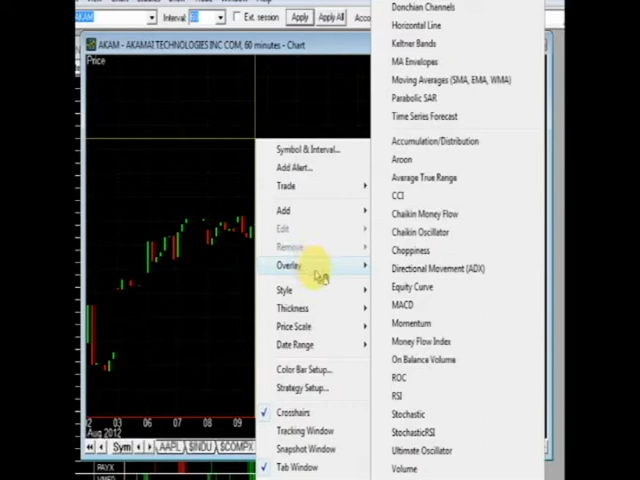 AKAM
Interval:
60
Ext. session
Apply
Apply All
AKAM - AKAMAI TECHNOLOGIES INC COM, 60 minutes - Chart
Price
Symbol & Interval...
Add Alert...
Trade
Add
Edit
Remove
Overlay
Style
Thickness
Price Scale
Date Range
Color Bar Setup...
Strategy Setup...
Crosshairs
Tracking Window
Snapshot Window
Tab Window
Donchian Channels
Horizontal Line
Keltner Bands
MA Envelopes
Moving Averages (SMA, EMA, WMA)
Parabolic SAR
Time Series Forecast
Accumulation/Distribution
Aroon
Average True Range
CCI
Chaikin Money Flow
Chaikin Oscillator
Choppiness
Directional Movement (ADX)
Equity Curve
MACD
Momentum
Money Flow Index
On Balance Volume
ROC
RSI
Stochastic
StochasticRSI
Ultimate Oscillator
Volume
02 03 06 07 08 09
Aug 2012
Sym AAPL $INDU $COMPX
PAYX